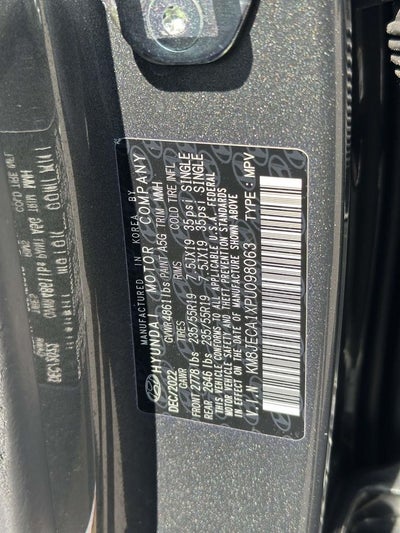 MANUFACTURED IN KOREA BY
HYUNDAI MOTOR COMPANY
DEC/2022 GVWR 4861 lbs PAINT A5G TRIM MMH
GAWR TIRES RIMS COLD TIRE INFL
FRONT 2778 lbs 235/55R19 7.5JX19 35psi SINGLE
REAR 2646 lbs 235/55R19 7.5JX19 35psi SINGLE
THIS VEHICLE CONFORMS TO ALL APPLICABLE U.S.A. FEDERAL
MOTOR VEHICLE SAFETY BUMPER AND THEFT PREVENTION STANDARDS
IN EFFECT ON THE DATE OF MANUFACTURE SHOWN ABOVE
V.I.N: KM8JECA1XPU098063 TYPE: MPV